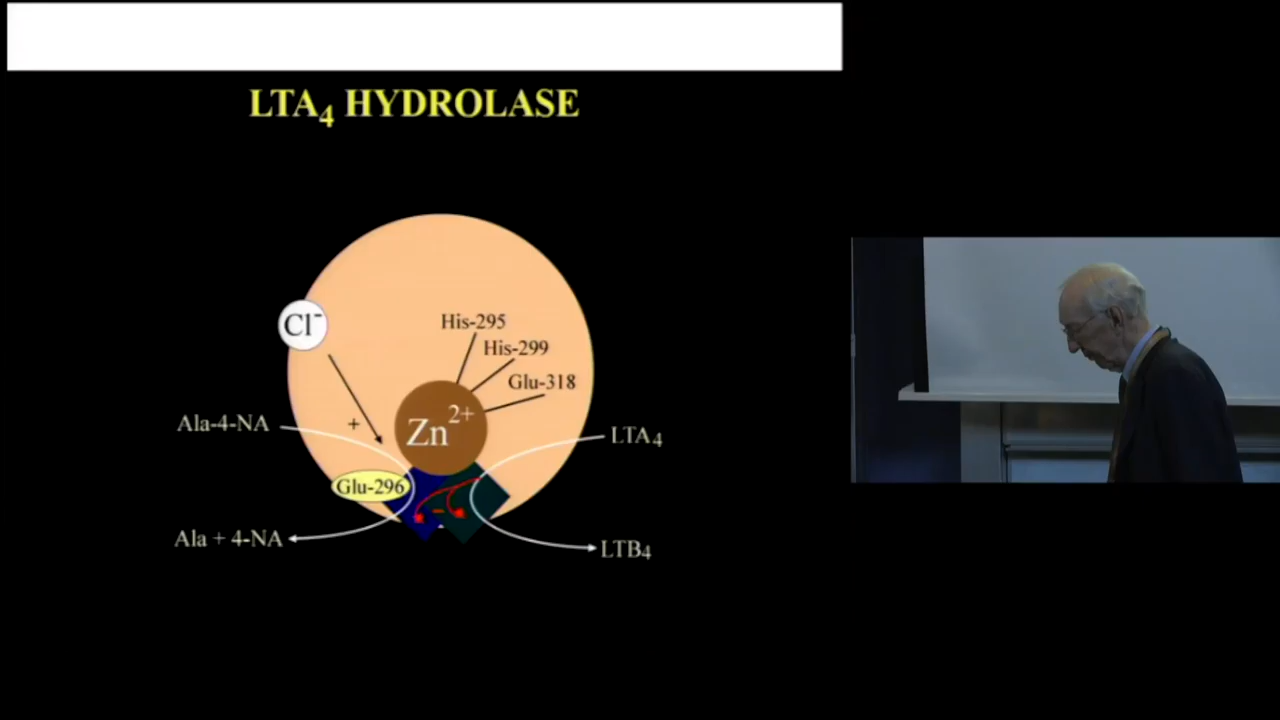 LTA₄ HYDROLASE
Cl⁻
His-295
His-299
Glu-318
Zn²⁺
Ala-4-NA
+
LTA₄
Glu-296
-
Ala + 4-NA
LTB₄